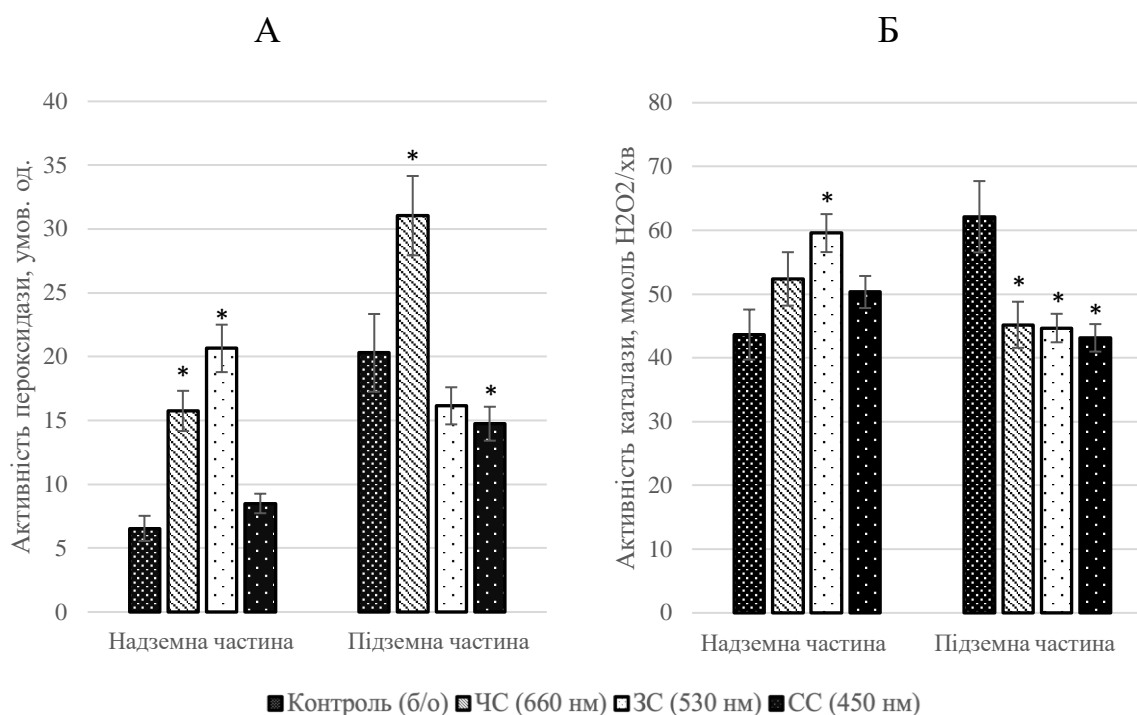 А
Б
Активність пероксидази, умов. од.
40
35
30
25
20
15
10
5
0
*
*
*
*
Надземна частина
Підземна частина
Активність каталази, ммоль H2O2/хв
80
70
60
50
40
30
20
10
0
*
*
*
*
Надземна частина
Підземна частина
Контроль (б/о) ЧС (660 нм) ЗС (530 нм) СС (450 нм)